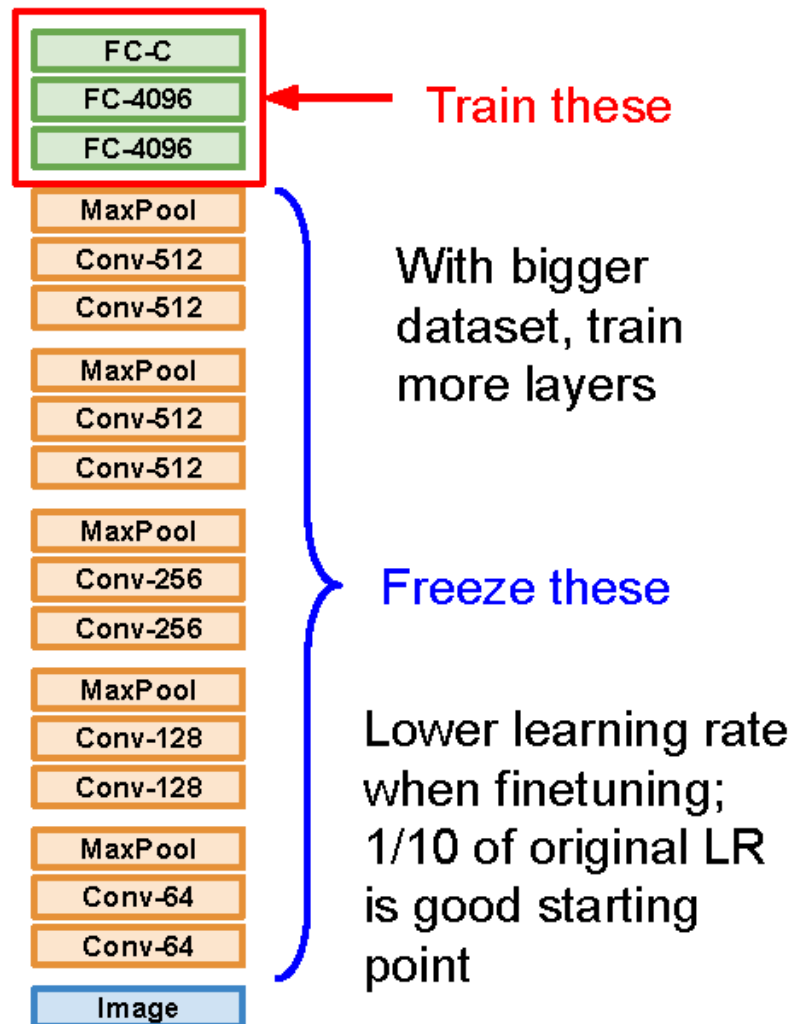 FC-C
FC-4096
FC-4096
Train these
MaxPool
Conv-512
Conv-512
With bigger
dataset, train
more layers
MaxPool
Conv-512
Conv-512
MaxPool
Conv-256
Conv-256
Freeze these
MaxPool
Conv-128
Conv-128
Lower learning rate
when finetuning;
1/10 of original LR
is good starting
point
MaxPool
Conv-64
Conv-64
Image